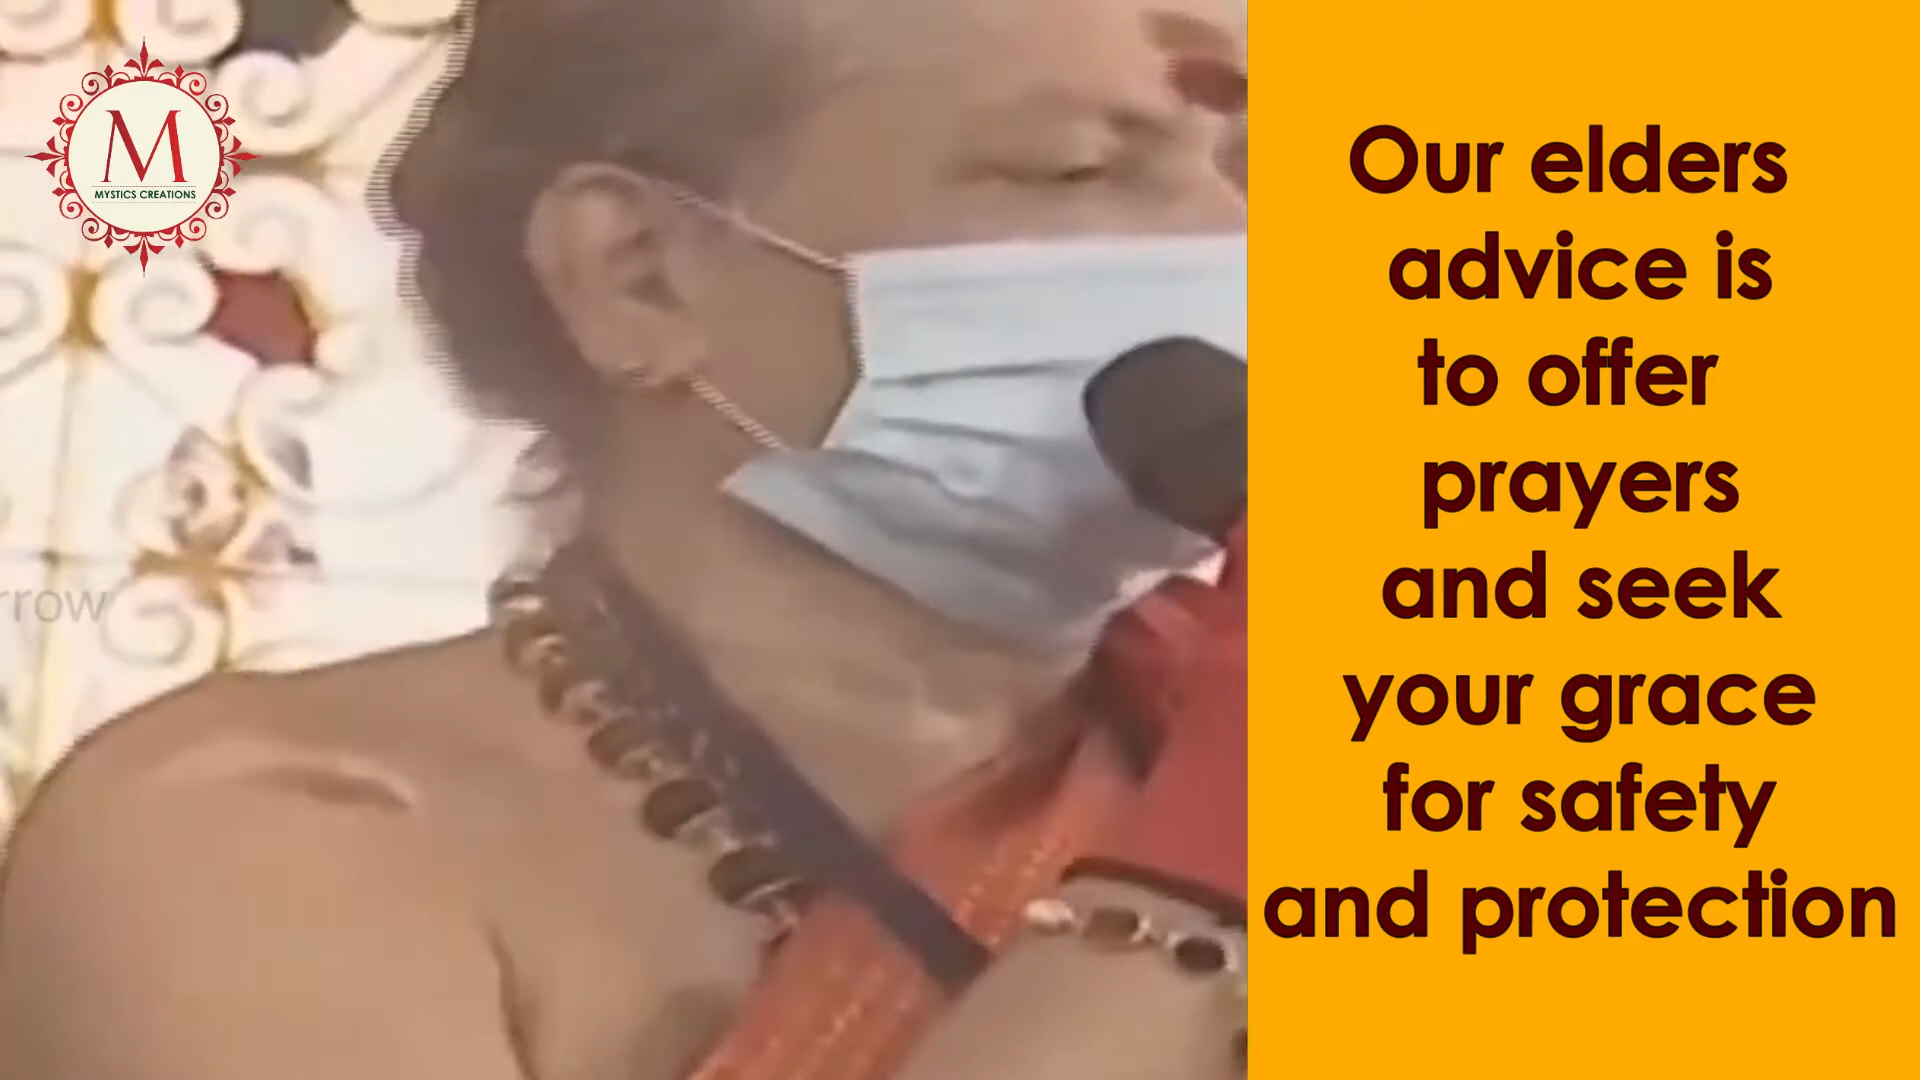 M
MYSTICS CREATIONS
rrow
Our elders
advice is
to offer
prayers
and seek
your grace
for safety
and protection